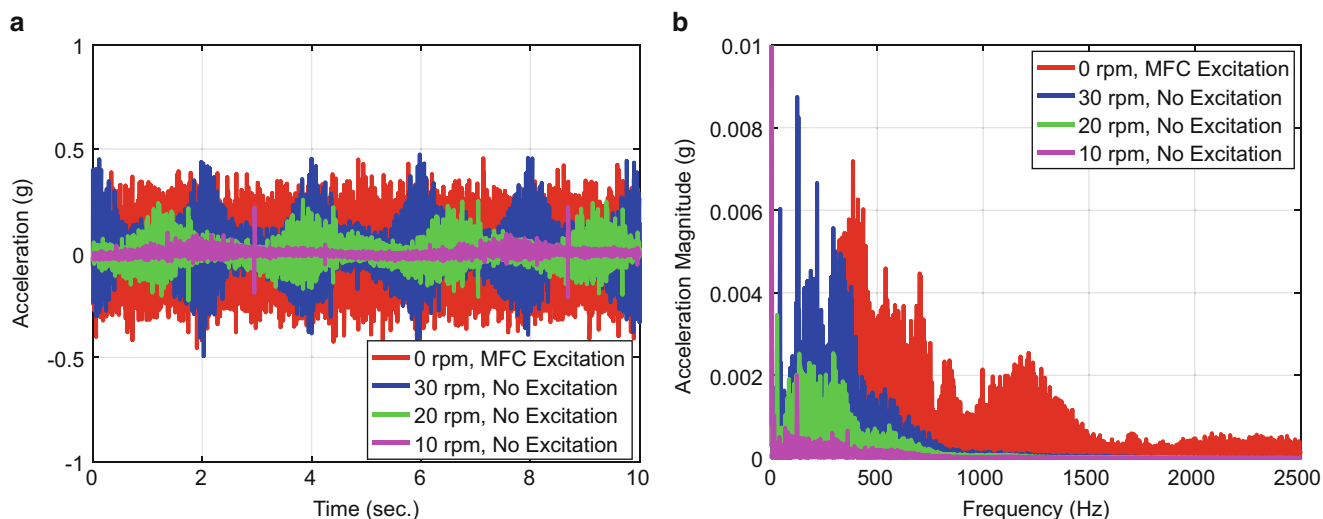 a
1
0.5
0
-0.5
-1
Acceleration (g)
0 2 4 6 8 10
Time (sec.)
0 rpm, MFC Excitation
30 rpm, No Excitation
20 rpm, No Excitation
10 rpm, No Excitation
b
0.01
0.008
0.006
0.004
0.002
0
Acceleration Magnitude (g)
0 500 1000 1500 2000 2500
Frequency (Hz)
0 rpm, MFC Excitation
30 rpm, No Excitation
20 rpm, No Excitation
10 rpm, No Excitation